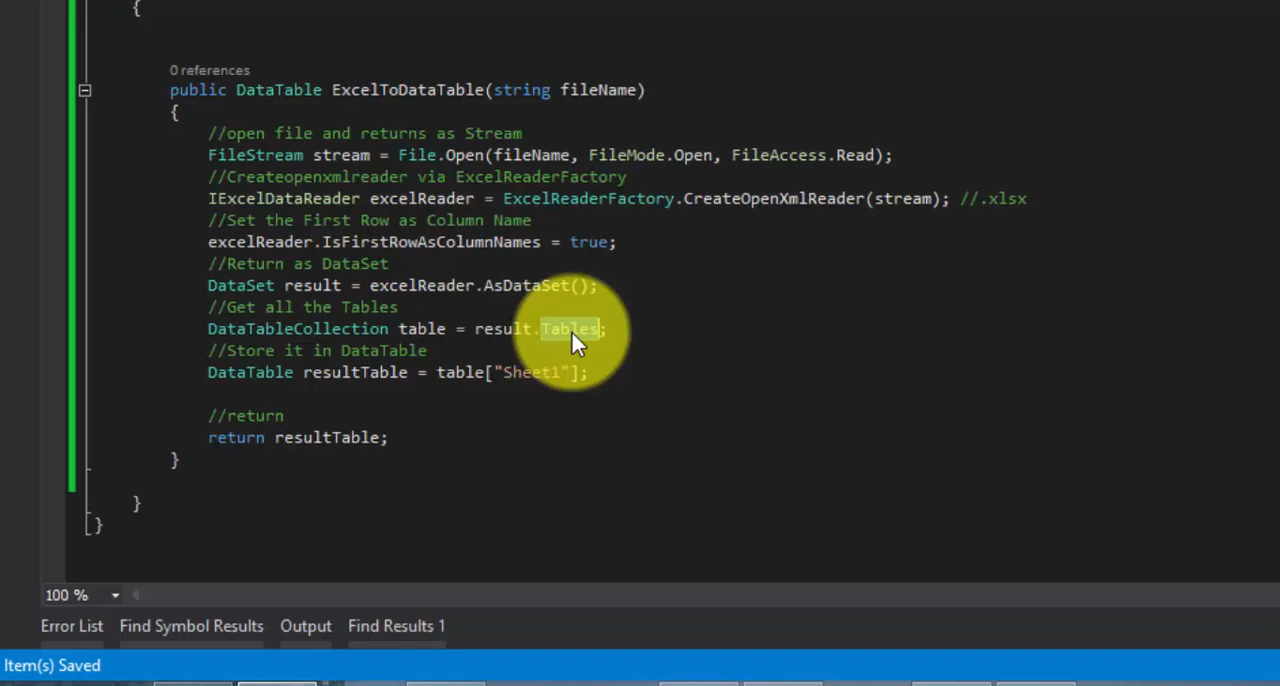 {
0 references
public DataTable ExcelToDataTable(string fileName)
{
//open file and returns as Stream
FileStream stream = File.Open(fileName, FileMode.Open, FileAccess.Read);
//Createopenxmlreader via ExcelReaderFactory
IExcelDataReader excelReader = ExcelReaderFactory.CreateOpenXmlReader(stream); //.xlsx
//Set the First Row as Column Name
excelReader.IsFirstRowAsColumnNames = true;
//Return as DataSet
DataSet result = excelReader.AsDataSet();
//Get all the Tables
DataTableCollection table = result.Tables;
//Store it in DataTable
DataTable resultTable = table["Sheet1"];
//return
return resultTable;
}
}
}
100 %
Error List Find Symbol Results Output Find Results 1
Item(s) Saved